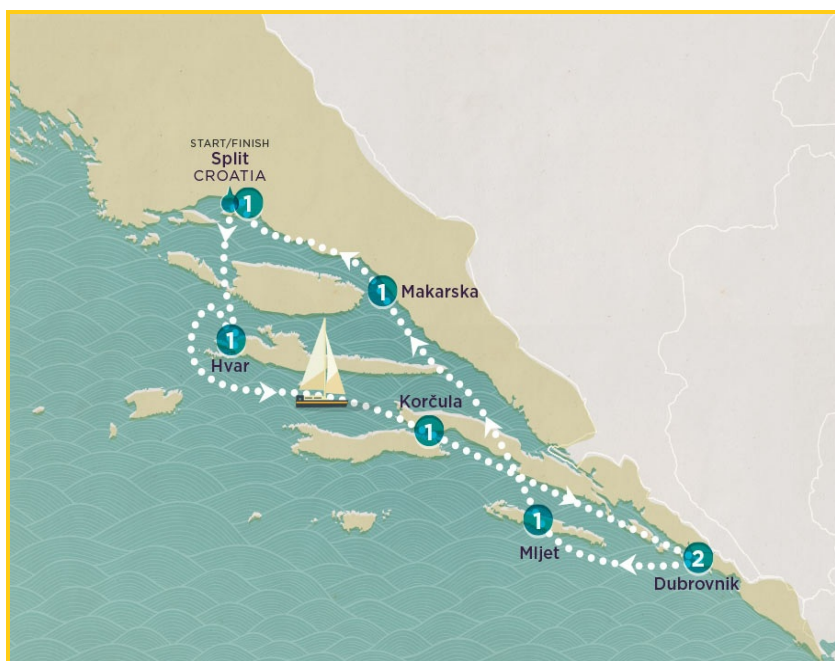 START/FINISH
Split
CROATIA
1
1
Makarska
1
Hvar
Korčula
1
1
Mljet
2
Dubrovnik